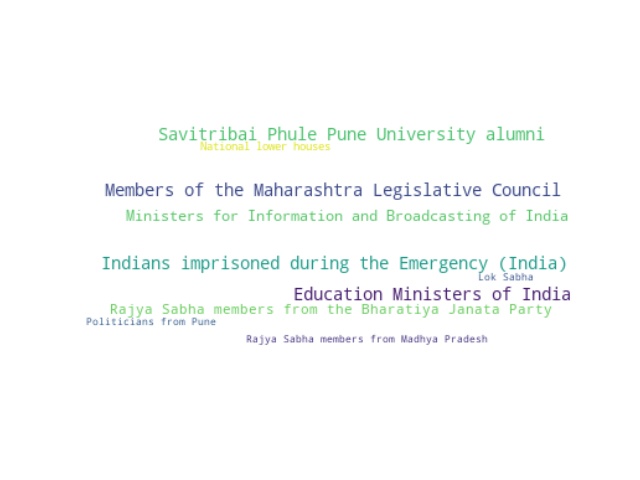 Savitribai Phule Pune University alumni
National lower houses
Members of the Maharashtra Legislative Council
Ministers for Information and Broadcasting of India
Indians imprisoned during the Emergency (India)
Lok Sabha
Education Ministers of India
Rajya Sabha members from the Bharatiya Janata Party
Politicians from Pune
Rajya Sabha members from Madhya Pradesh